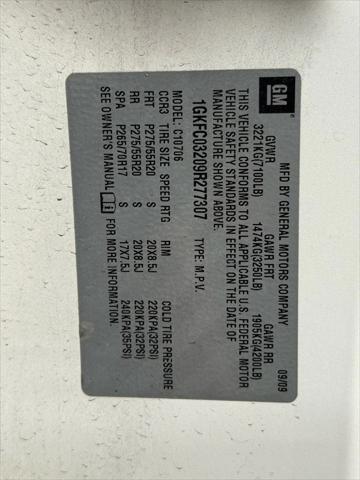 GM
MFD BY GENERAL MOTORS COMPANY 09/09
GVWR GAWR FRT GAWR RR
3221KG(7100LB) 1474KG(3250LB) 1905KG(4200LB)
THIS VEHICLE CONFORMS TO ALL APPLICABLE U.S. FEDERAL MOTOR
VEHICLE SAFETY STANDARDS IN EFFECT ON THE DATE OF
MANUFACTURE SHOWN ABOVE.
1GKFC03209R277307 TYPE: M.P.V.
MODEL: C10706
CCR3 TIRE SIZE SPEED RTG RIM COLD TIRE PRESSURE
FRT P275/55R20 S 20X8.5J 220KPA(32PSI)
RR P275/55R20 S 20X8.5J 220KPA(32PSI)
SPA P265/70R17 S 17X7.5J 240KPA(35PSI)
SEE OWNER'S MANUAL FOR MORE INFORMATION.